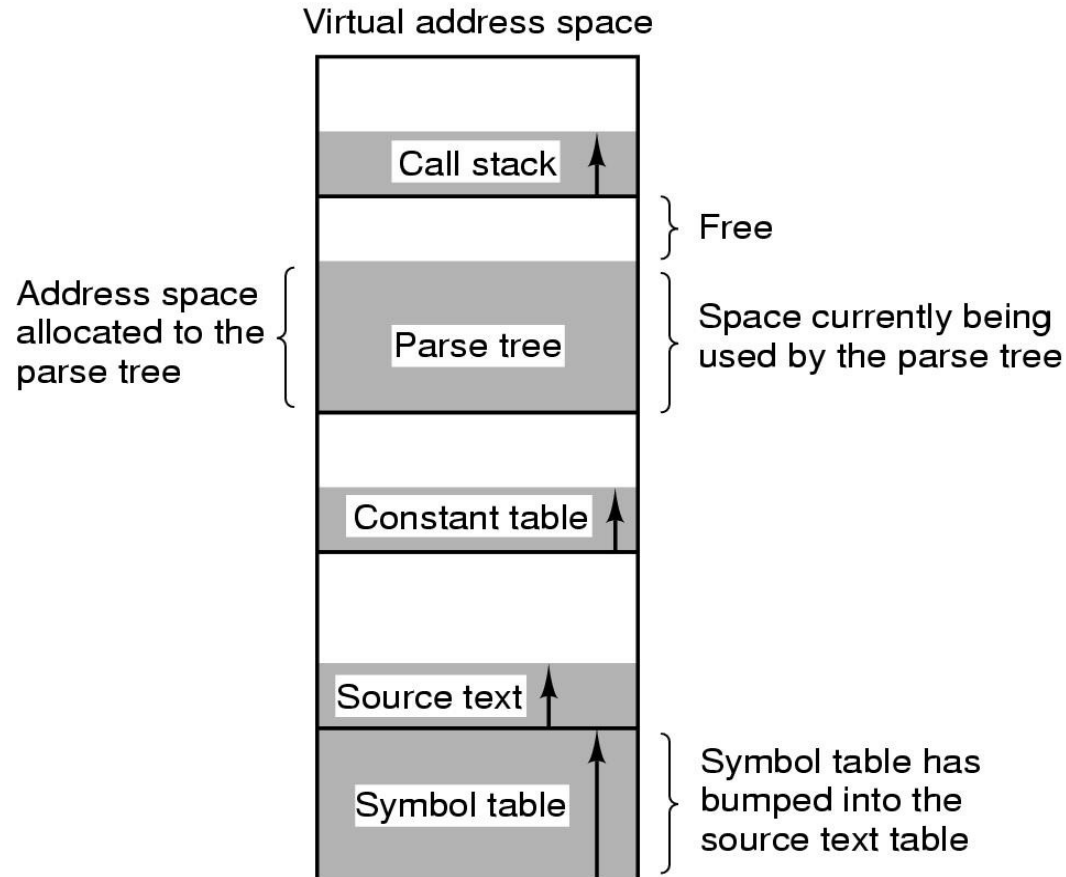 Virtual address space
Call stack
Free
Address space
allocated to the
parse tree
Parse tree
Space currently being
used by the parse tree
Constant table
Source text
Symbol table
Symbol table has
bumped into the
source text table